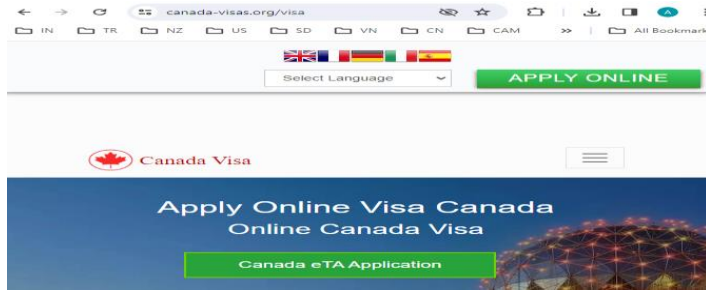 canada-visas.org/visa
IN TR NZ US SD VN CN CAM » All Bookmark
Select Language APPLY ONLINE
Canada Visa
Apply Online Visa Canada
Online Canada Visa
Canada eTA Application